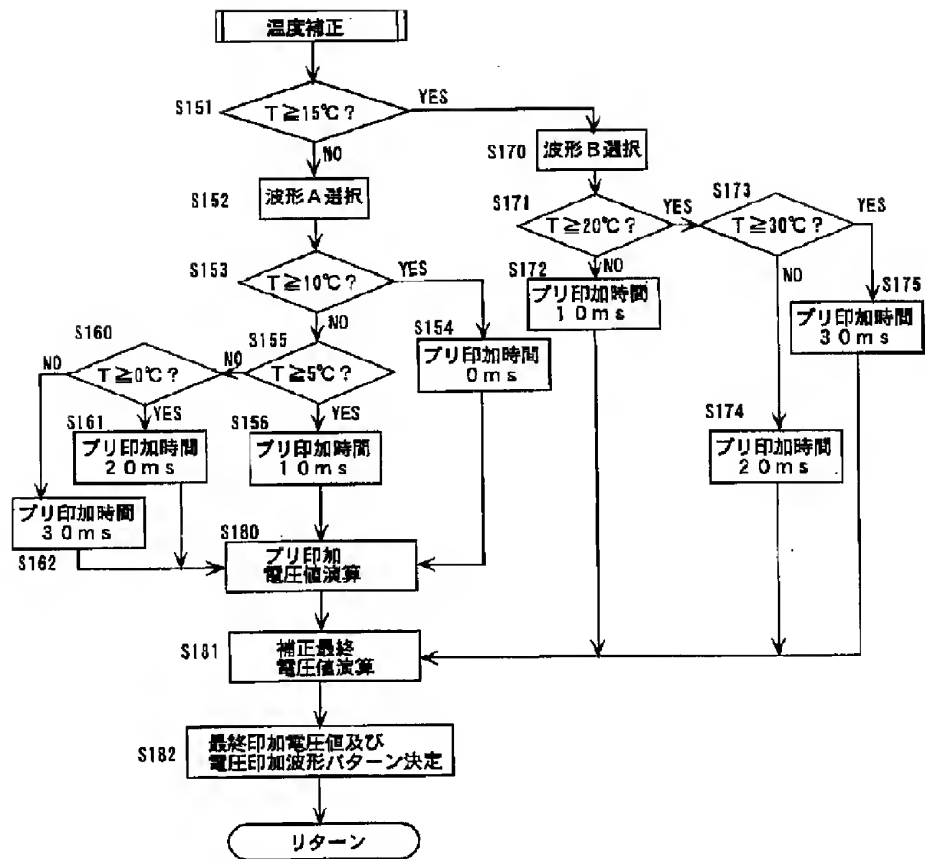 温度補正
S151
T≧15℃?
YES
NO
S152
波形A選択
S170
波形B選択
S171
T≧20℃?
YES
S173
T≧30℃?
YES
S153
T≧10℃?
YES
NO
S172
NO
プリ印加時間
10ms
NO
S175
プリ印加時間
30ms
S160
NO
T≧0℃?
S155
NO
T≧5℃?
S154
プリ印加時間
0ms
S161
YES
プリ印加時間
20ms
S156
YES
プリ印加時間
10ms
S174
プリ印加時間
20ms
プリ印加時間
30ms
S162
S180
プリ印加
電圧値演算
S181
補正最終
電圧値演算
S182
最終印加電圧値及び
電圧印加波形パターン決定
リターン